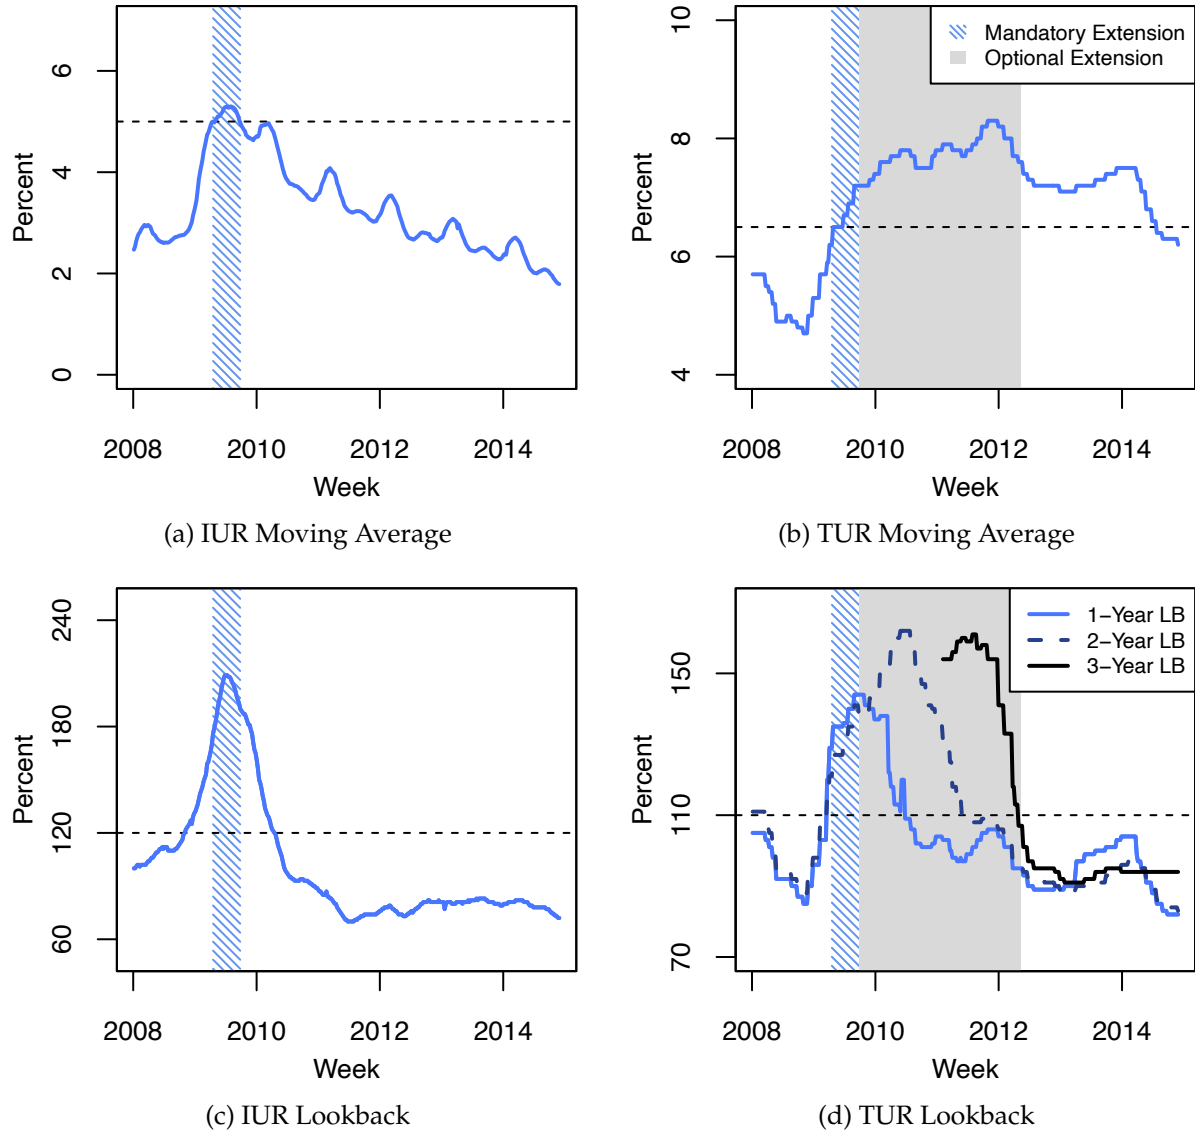 Percent
6
4
2
0
2008 2010 2012 2014
Week
(a) IUR Moving Average
Percent
10
8
6
4
Mandatory Extension
Optional Extension
2008 2010 2012 2014
Week
(b) TUR Moving Average
Percent
240
180
120
60
2008 2010 2012 2014
Week
(c) IUR Lookback
Percent
150
110
70
1−Year LB
2−Year LB
3−Year LB
2008 2010 2012 2014
Week
(d) TUR Lookback